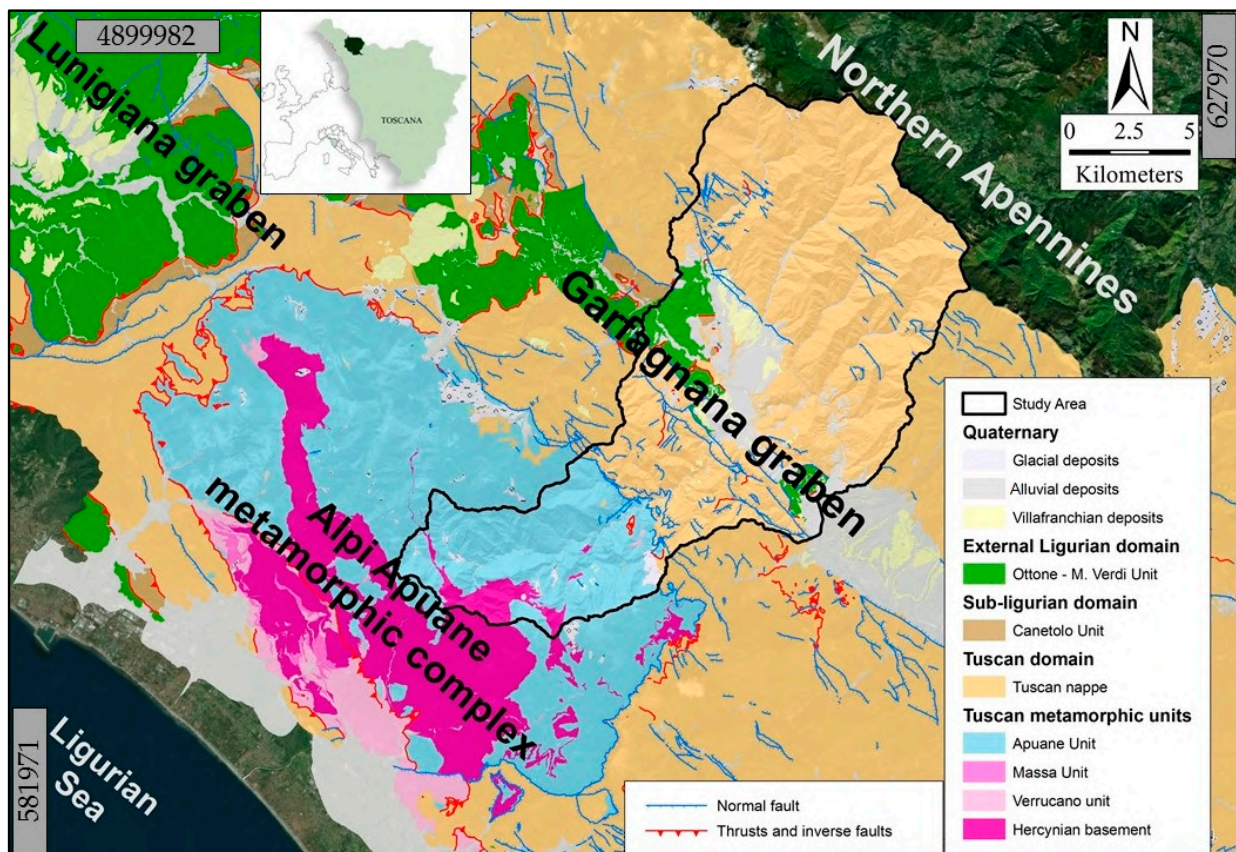 4899982
627970
581971
TOSCANA
N
0 2.5 5
Kilometers
Lunigiana graben
Northern Apennines
Garfagnana graben
Alpi Apuane
metamorphic complex
Ligurian
Sea
Study Area
Quaternary
Glacial deposits
Alluvial deposits
Villafranchian deposits
External Ligurian domain
Ottone - M. Verdi Unit
Sub-ligurian domain
Canetolo Unit
Tuscan domain
Tuscan nappe
Tuscan metamorphic units
Apuane Unit
Massa Unit
Verrucano unit
Hercynian basement
Normal fault
Thrusts and inverse faults